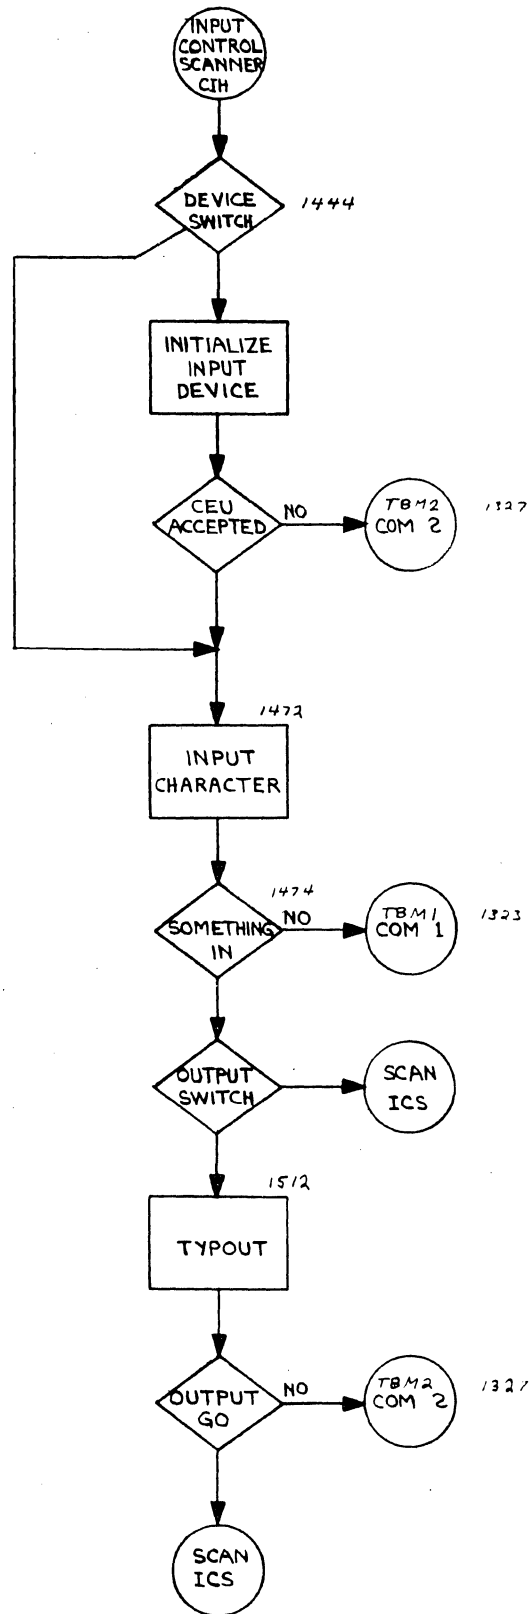 INPUT
CONTROL
SCANNER
CIH
DEVICE
SWITCH
1444
INITIALIZE
INPUT
DEVICE
CEU
ACCEPTED
NO
TBM2
COM 2
1327
1472
INPUT
CHARACTER
1474
SOMETHING
IN
NO
TBM1
COM 1
1323
OUTPUT
SWITCH
SCAN
ICS
1512
TYPOUT
OUTPUT
GO
NO
TBM2
COM 2
1327
SCAN
ICS